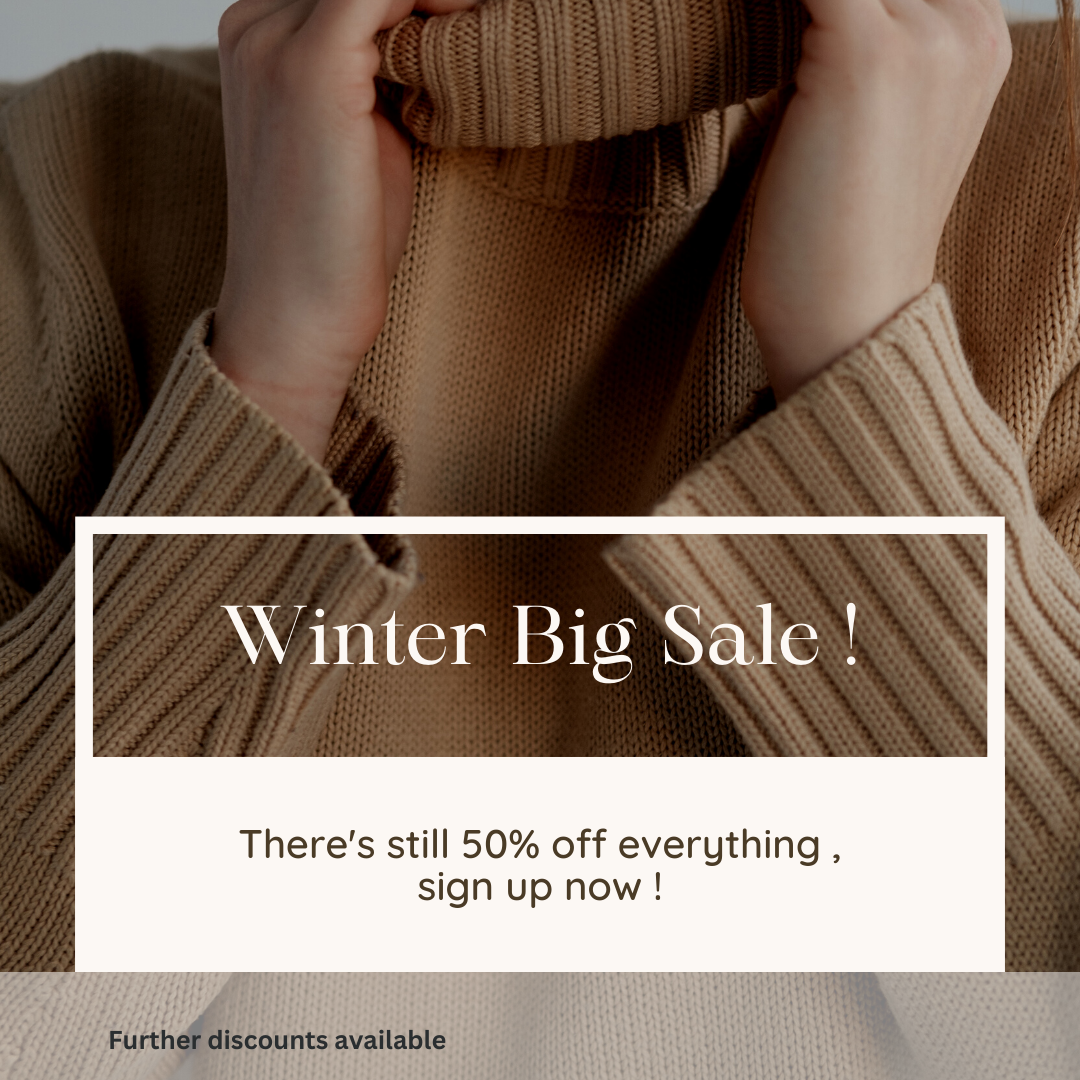 Winter Big Sale !
There's still 50% off everything ,
sign up now !
Further discounts available